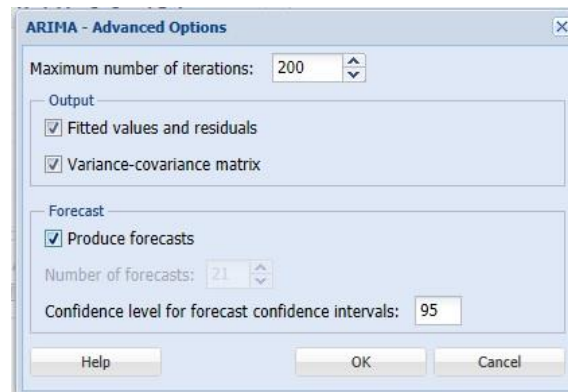 ARIMA - Advanced Options
Maximum number of iterations: 200
Output
Fitted values and residuals
Variance-covariance matrix
Forecast
Produce forecasts
Number of forecasts: 21
Confidence level for forecast confidence intervals: 95
Help OK Cancel